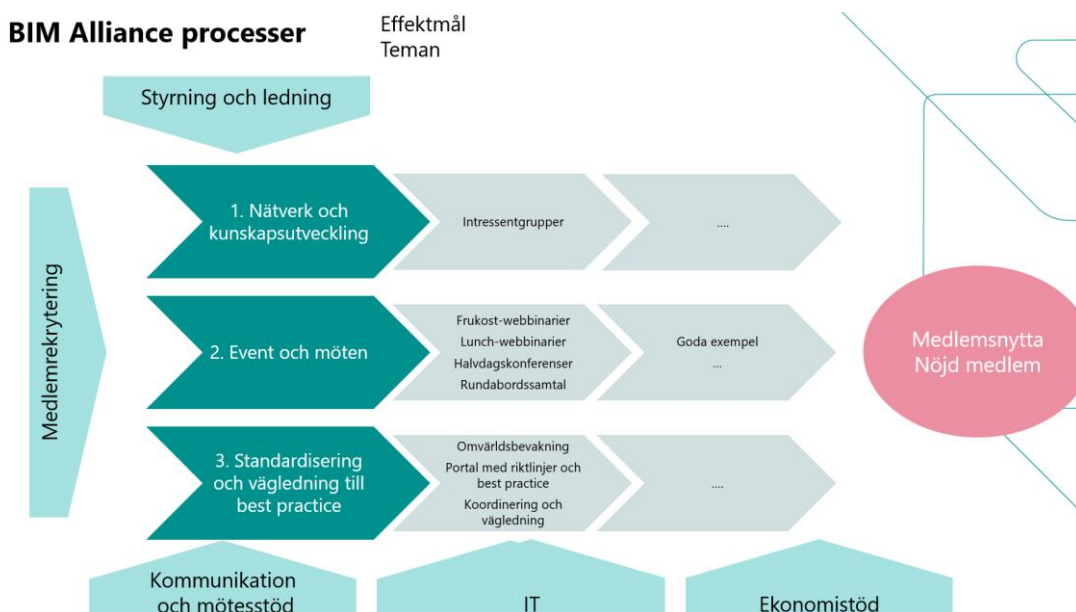 BIM Alliance processer
Effektmål
Teman
Styrning och ledning
Medlemrekrytering
1. Nätverk och
kunskapsutveckling
Intressentgrupper
....
2. Event och möten
Frukost-webbinarier
Lunch-webbinarier
Halvdagskonferenser
Rundabordssamtal
Goda exempel
...
Medlemsnytta
Nöjd medlem
3. Standardisering
och vägledning till
best practice
Omvärldsbevakning
Portal med riktlinjer och
best practice
Koordinering och
vägledning
....
Kommunikation
och mötesstöd
IT
Ekonomistöd